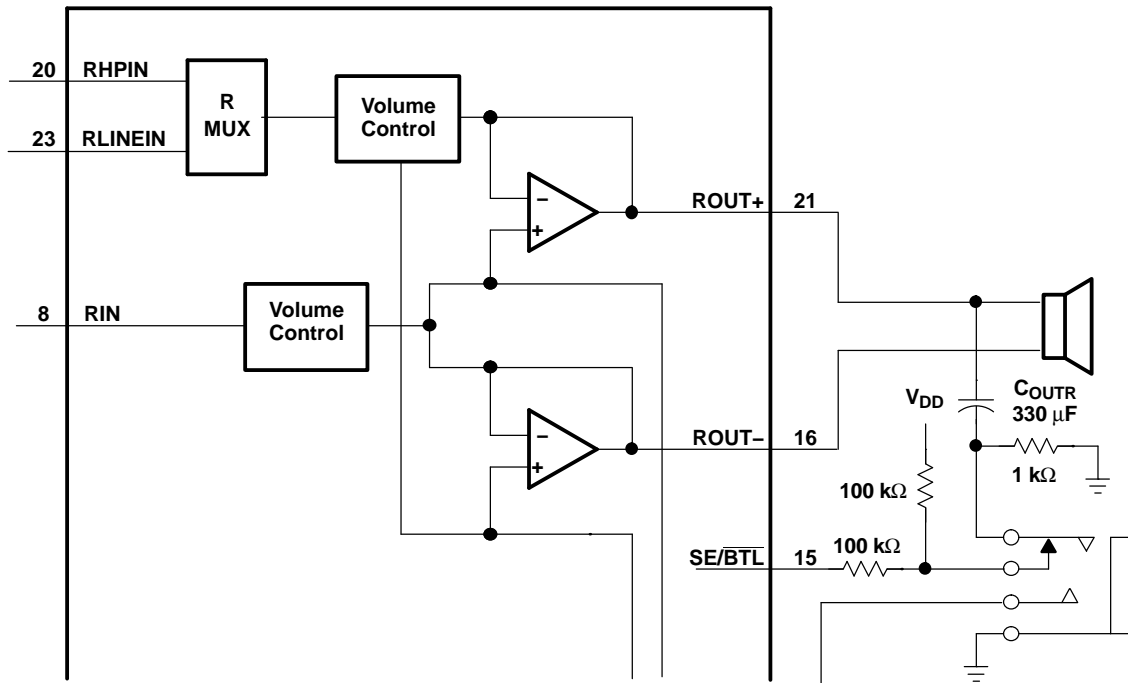 20 RHPIN
R
MUX
Volume
Control
23 RLINEIN
−
+
ROUT+ 21
8 RIN
Volume
Control
−
+
ROUT− 16
VDD
COUTR
330 μF
1 kΩ
100 kΩ
100 kΩ
SE/B̅T̅L̅ 15